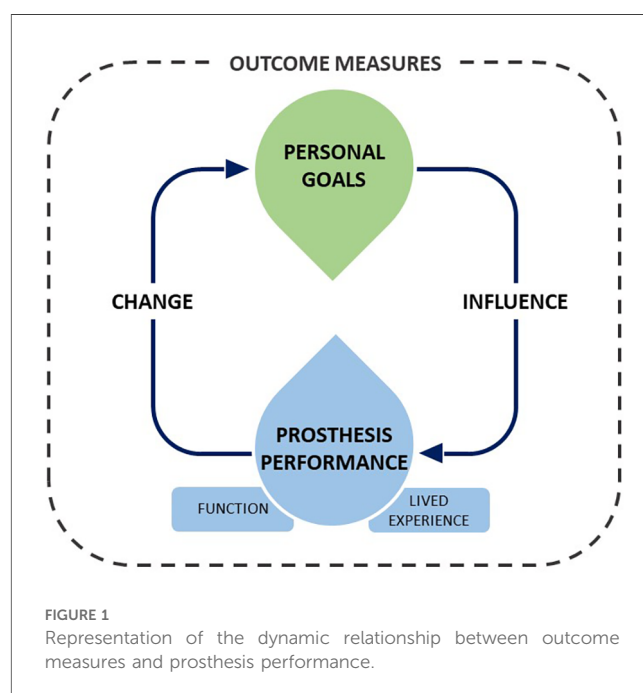 OUTCOME MEASURES
PERSONAL
GOALS
CHANGE
INFLUENCE
PROSTHESIS
PERFORMANCE
FUNCTION
LIVED
EXPERIENCE
FIGURE 1
Representation of the dynamic relationship between outcome
measures and prosthesis performance.